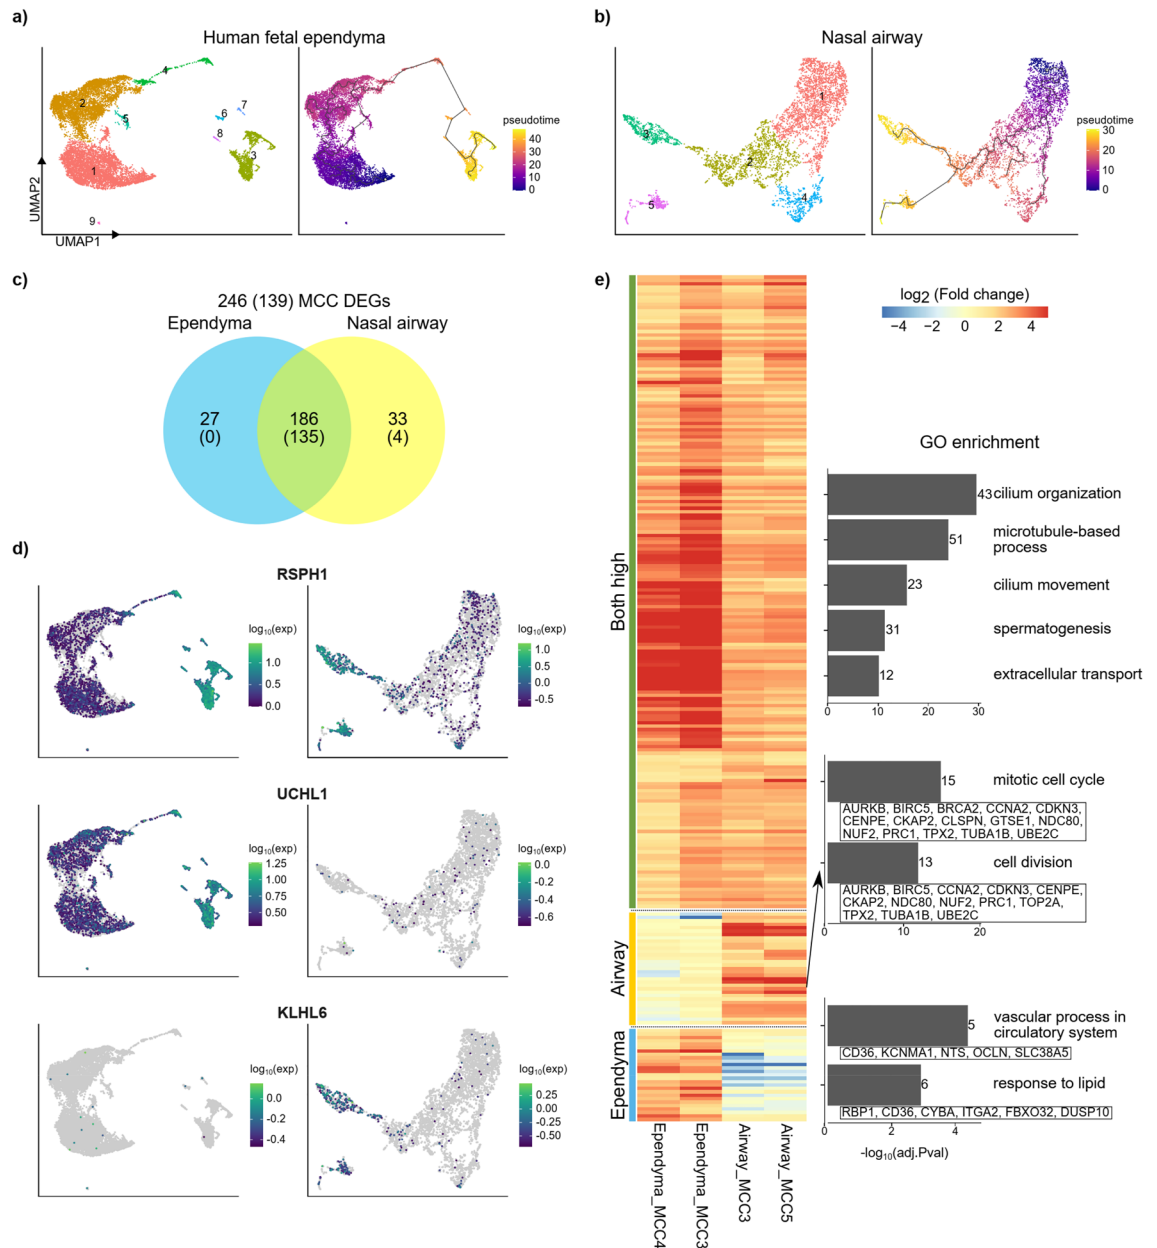 a)
Human fetal ependyma
1
2
3
4
5
6
7
8
9
UMAP2
UMAP1
pseudotime
40
30
20
10
0
b)
Nasal airway
1
2
3
4
5
pseudotime
30
20
10
0
c)
246 (139) MCC DEGs
Ependyma
Nasal airway
27
(0)
186
(135)
33
(4)
d)
RSPH1
log10(exp)
1.0
0.5
0.0
log10(exp)
1.0
0.5
0.0
-0.5
UCHL1
log10(exp)
1.25
1.00
0.75
0.50
log10(exp)
0.0
-0.2
-0.4
-0.6
KLHL6
log10(exp)
0.0
-0.2
-0.4
log10(exp)
0.25
0.00
-0.25
-0.50
e)
log2 (Fold change)
−4 −2 0 2 4
Both high
Airway
Ependyma
Ependyma_MCC4
Ependyma_MCC3
Airway_MCC3
Airway_MCC5
GO enrichment
43 cilium organization
51 microtubule-based
process
23 cilium movement
31 spermatogenesis
12 extracellular transport
0 10 20 30
15 mitotic cell cycle
AURKB, BIRC5, BRCA2, CCNA2, CDKN3,
CENPE, CKAP2, CLSPN, GTSE1, NDC80,
NUF2, PRC1, TPX2, TUBA1B, UBE2C
13 cell division
AURKB, BIRC5, CCNA2, CDKN3, CENPE,
CKAP2, NDC80, NUF2, PRC1, TOP2A,
TPX2, TUBA1B, UBE2C
0 10 20
5 vascular process in
circulatory system
CD36, KCNMA1, NTS, OCLN, SLC38A5
6 response to lipid
RBP1, CD36, CYBA, ITGA2, FBXO32, DUSP10
0 2 4
-log10(adj.Pval)